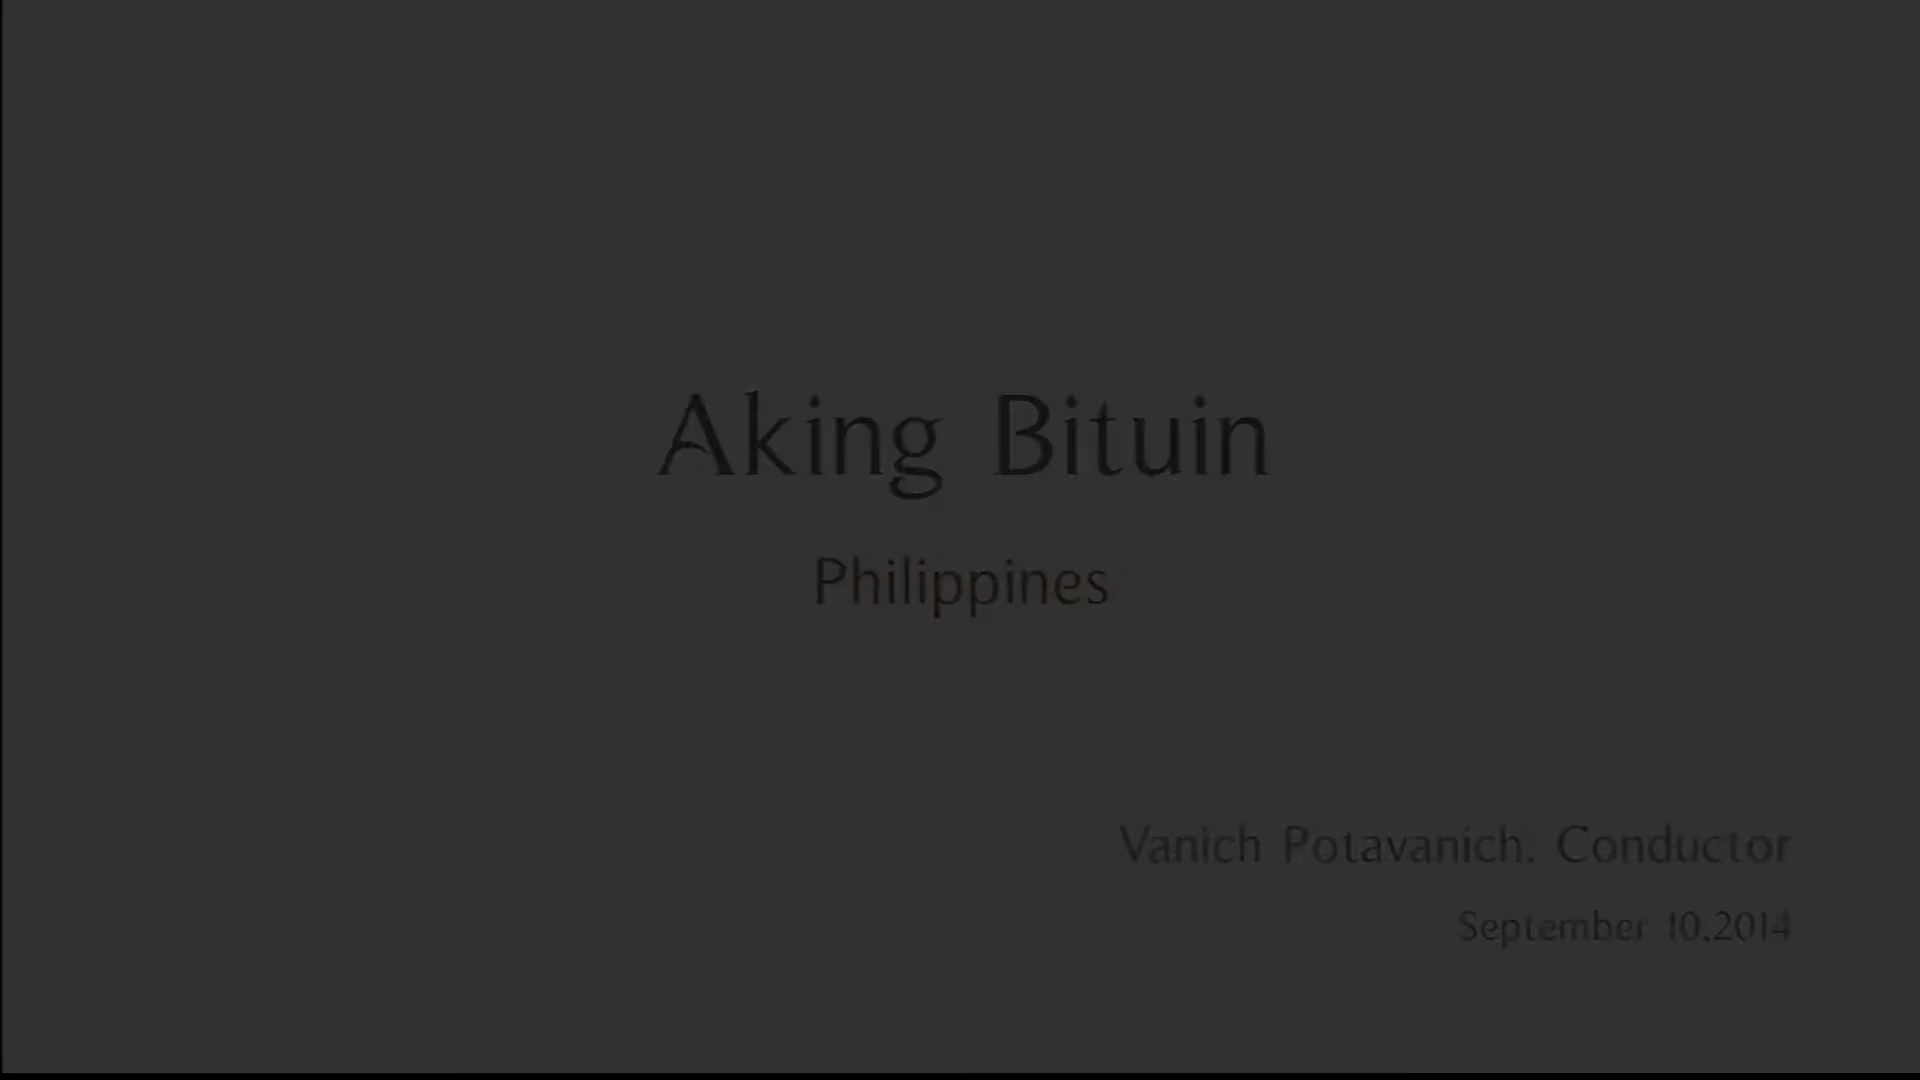 Aking Bituin
Philippines
Vanich Potavanich, Conductor
September 10,2014